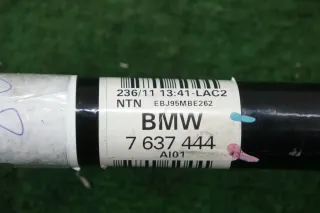 236/11 13:41-LAC2
NTN EBJ95MBE262
BMW
7 637 444
AI01